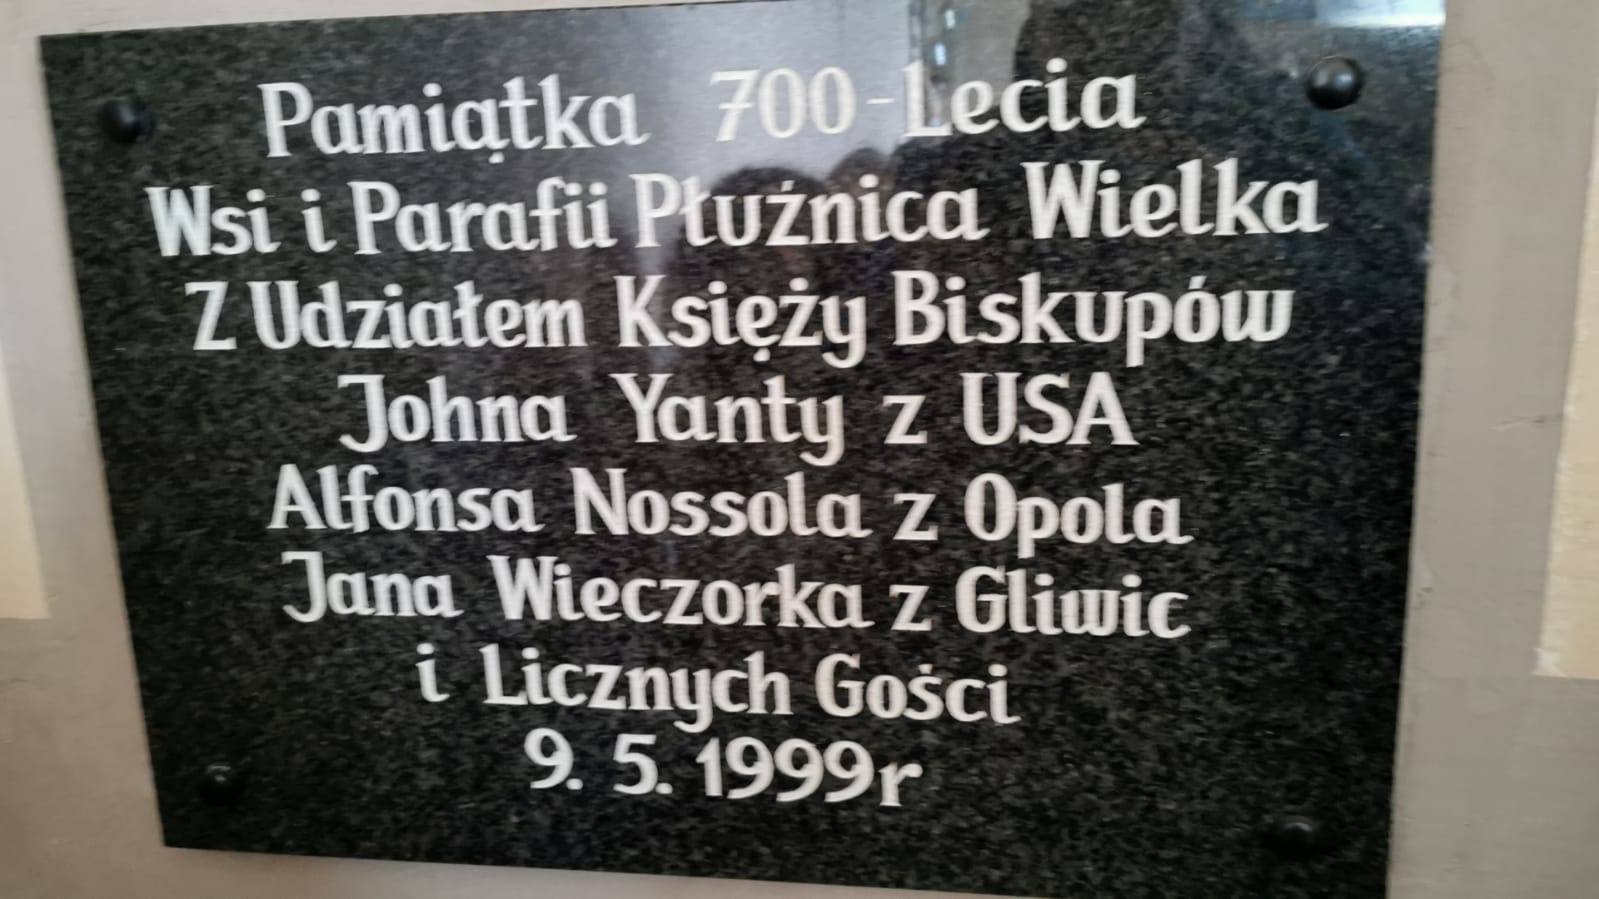 Pamiątka 700-Lecia
Wsi i Parafii Płużnica Wielka
Z Udziałem Księży Biskupów
Johna Yanty z USA
Alfonsa Nossola z Opola
Jana Wieczorka z Gliwic
i Licznych Gości
9. 5. 1999r